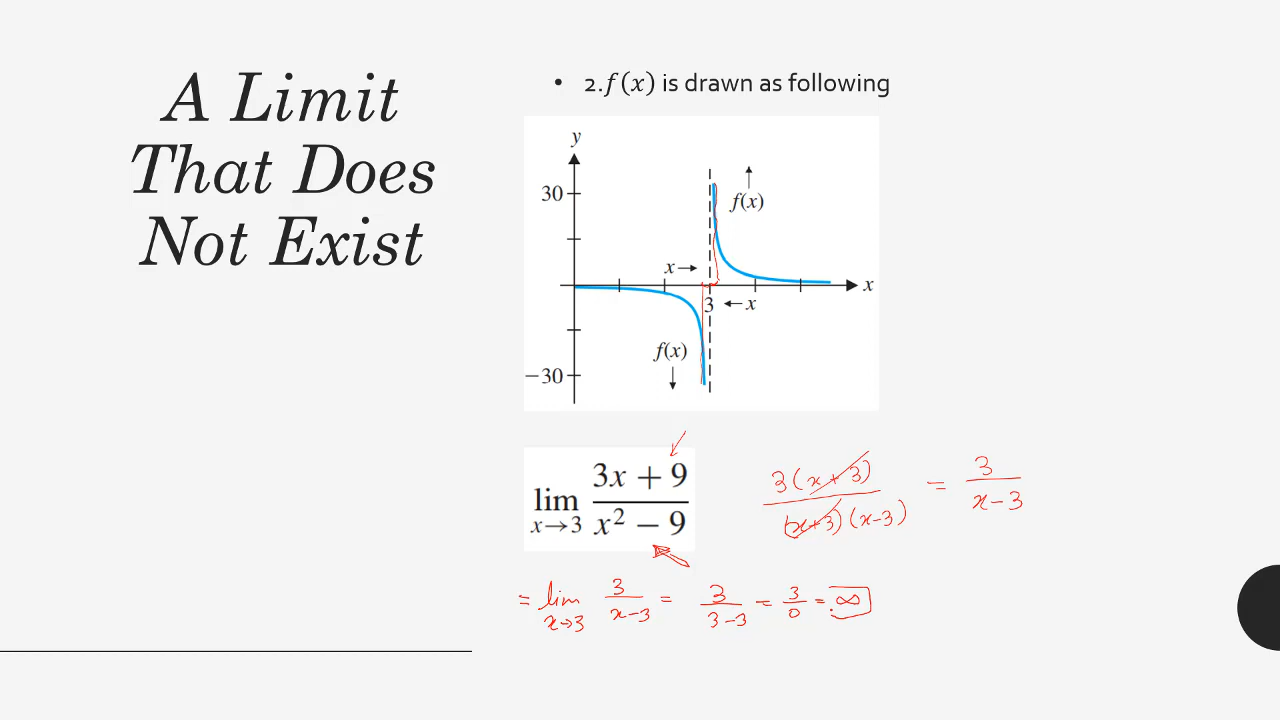 A Limit
That Does
Not Exist
• 2. f(x) is drawn as following
y
30
f(x)
x→
x
3
←x
f(x)
−30
lim x→3 (3x + 9)/(x² − 9)
3(x+3)/((x+3)(x-3)) = 3/(x-3)
= lim x→3 3/(x-3) = 3/(3-3) = 3/0 = ∞